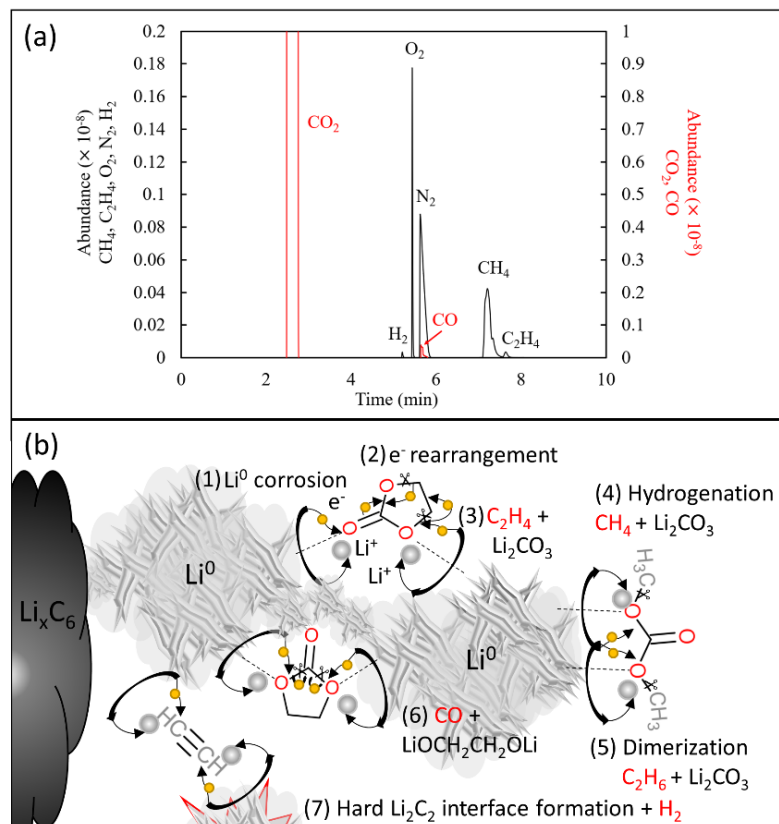 (a)
0.2
0.18
0.16
0.14
0.12
0.1
0.08
0.06
0.04
0.02
0
Abundance (× 10⁻⁸)
CH₄, C₂H₄, O₂, N₂, H₂
CO₂
O₂
N₂
H₂
CO
CH₄
C₂H₄
1
0.9
0.8
0.7
0.6
0.5
0.4
0.3
0.2
0.1
0
Abundance (× 10⁻⁸)
CO₂, CO
0 2 4 6 8 10
Time (min)
(b)
(1) Li⁰ corrosion
e⁻
(2) e⁻ rearrangement
O
O
O
(3) C₂H₄ +
Li₂CO₃
Li⁺
Li⁺
(4) Hydrogenation
CH₄ + Li₂CO₃
H₃C
O
O
O
CH₃
LiₓC₆
Li⁰
Li⁰
O
O
O
(6) CO +
LiOCH₂CH₂OLi
HC
CH
(5) Dimerization
C₂H₆ + Li₂CO₃
(7) Hard Li₂C₂ interface formation + H₂